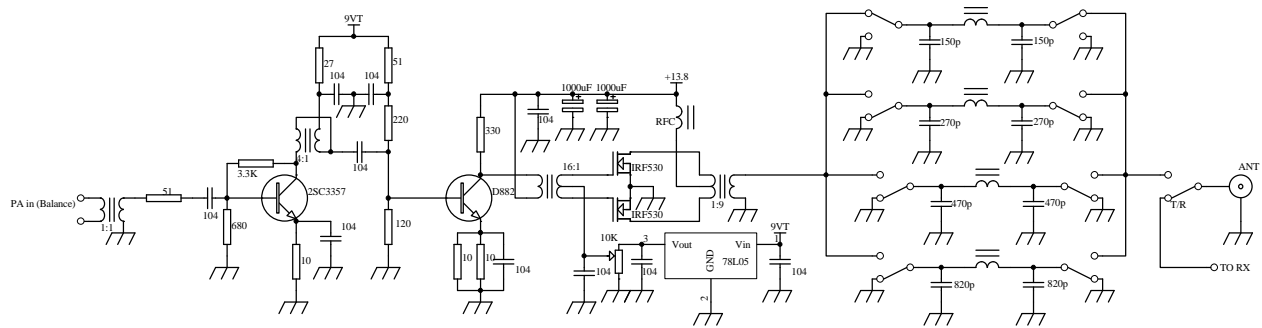 9VT
27
104
104
51
220
4:1
104
3.3K
PA in (Balance)
1:1
51
104
680
2SC3357
104
10
120
330
D882
10
10
104
1000uF
1000uF
+
+
104
16:1
+13.8
RFC
IRF530
IRF530
1:9
10K
104
3
104
Vout
Vin
GND
78L05
2
9VT
1
104
150p
150p
270p
270p
470p
470p
820p
820p
T/R
ANT
TO RX